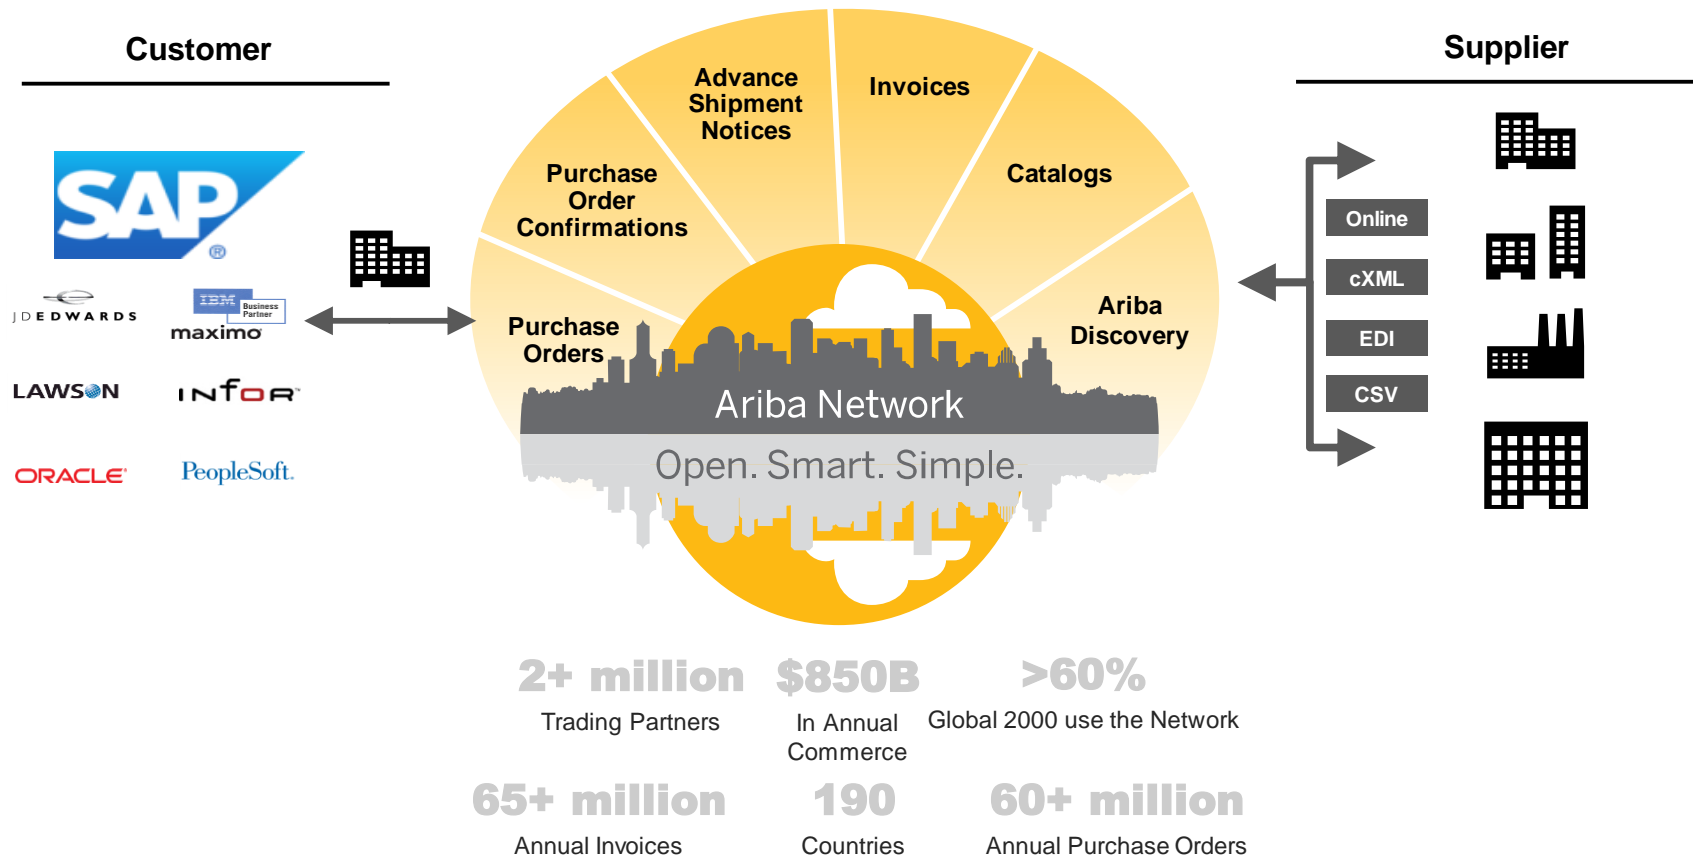 Customer
Supplier
SAP
®
JDEDWARDS
IBM
Business
Partner
maximo
LAWSON
INFOR™
ORACLE®
PeopleSoft.
Purchase
Orders
Purchase
Order
Confirmations
Advance
Shipment
Notices
Invoices
Catalogs
Ariba
Discovery
Ariba Network
Open. Smart. Simple.
Online
cXML
EDI
CSV
2+ million
Trading Partners
$850B
In Annual
Commerce
>60%
Global 2000 use the Network
65+ million
Annual Invoices
190
Countries
60+ million
Annual Purchase Orders